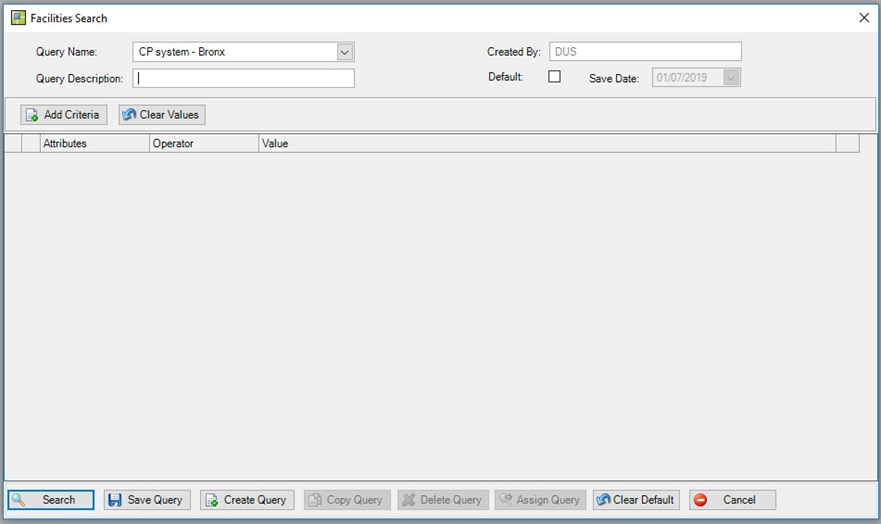 Facilities Search
Query Name: CP system - Bronx Created By: DUS
Query Description: Default: Save Date: 01/07/2019
Add Criteria Clear Values
Attributes Operator Value
Search Save Query Create Query Copy Query Delete Query Assign Query Clear Default Cancel